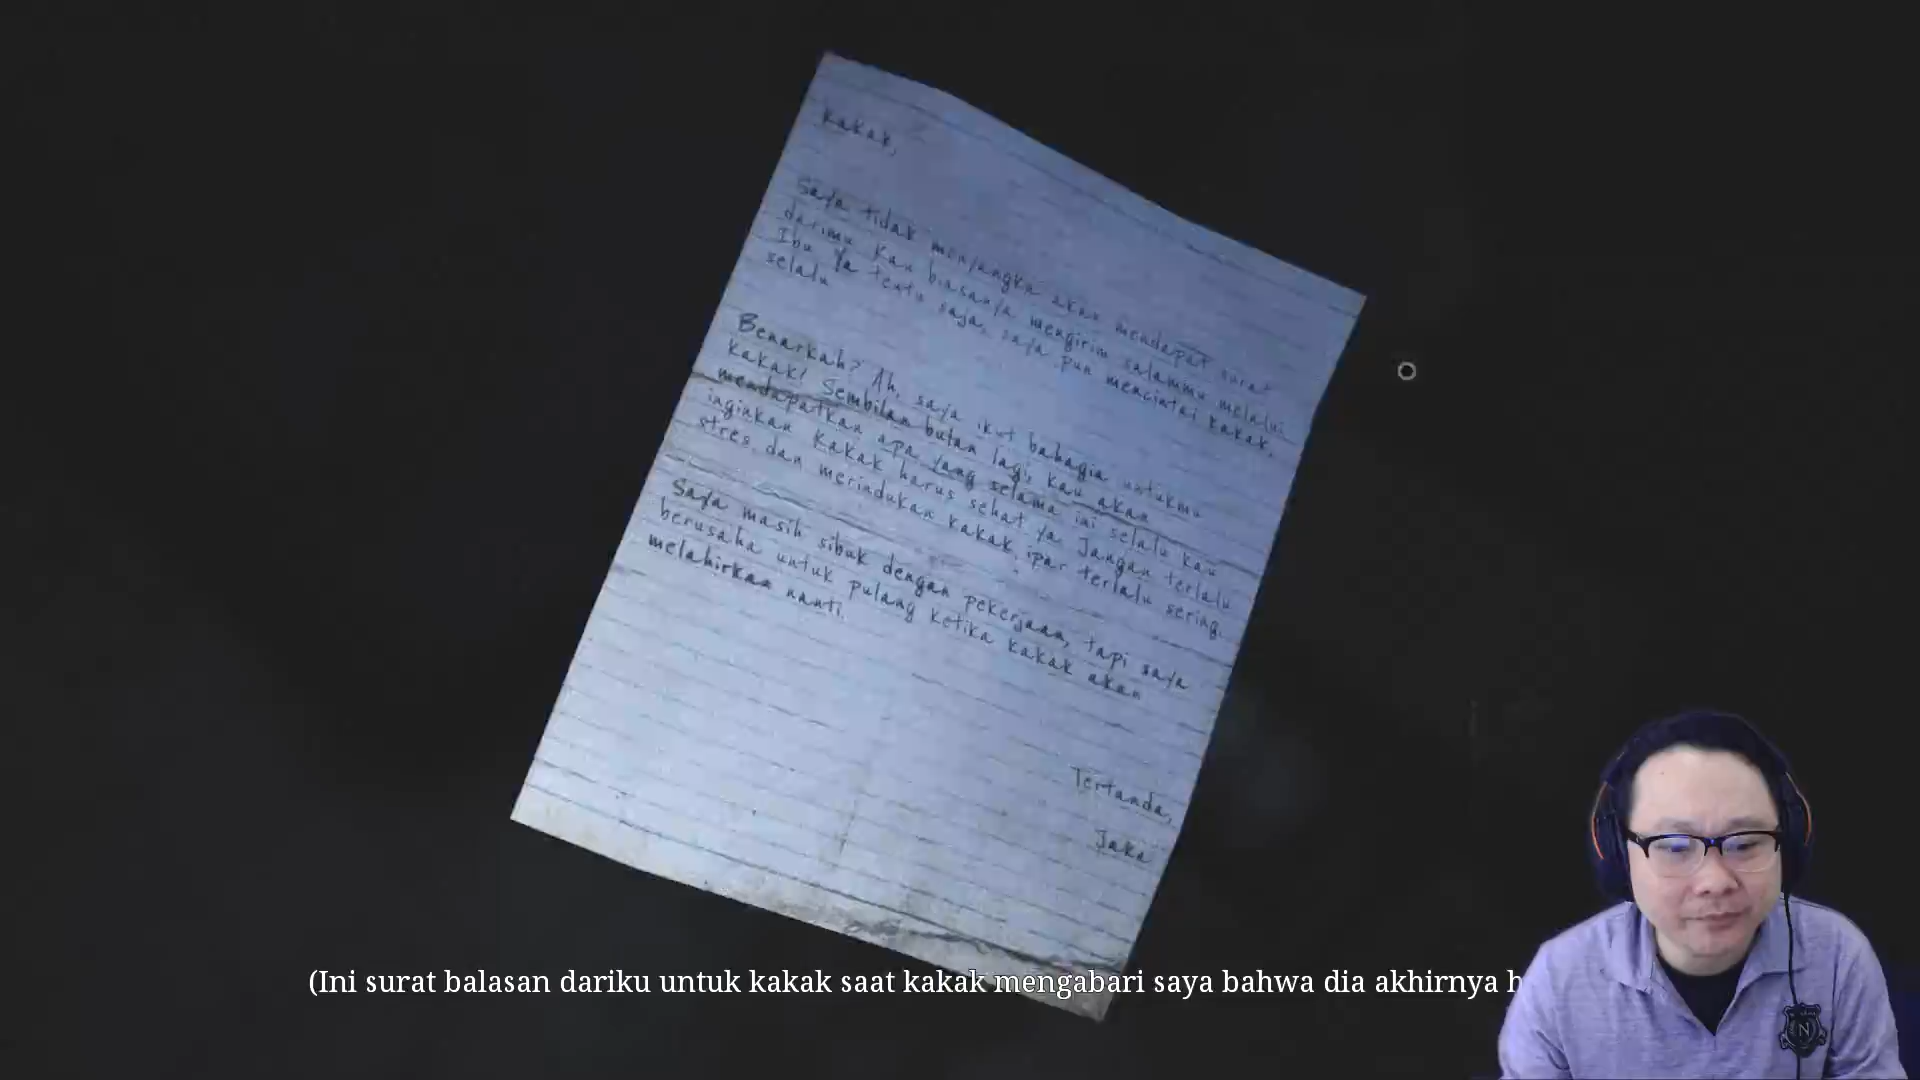 Kakak,
Saya tidak menyangka akan mendapat surat
darimu Kau biasanya mengirim salammu melalui
Ibu Ya tentu saja, saya pun mencintai kakak,
selalu
Benarkah? Ah, saya ikut bahagia untukmu
kakak! Sembilan bulan lagi, kau akan
mendapatkan apa yang selama ini selalu kau
inginkan Kakak harus sehat ya Jangan terlalu
stres dan merindukan kakak ipar terlalu sering.
Saya masih sibuk dengan pekerjaan, tapi saya
berusaha untuk pulang ketika kakak akan
melahirkan nanti.
Tertanda,
Jaka
(Ini surat balasan dariku untuk kakak saat kakak mengabari saya bahwa dia akhirnya
N